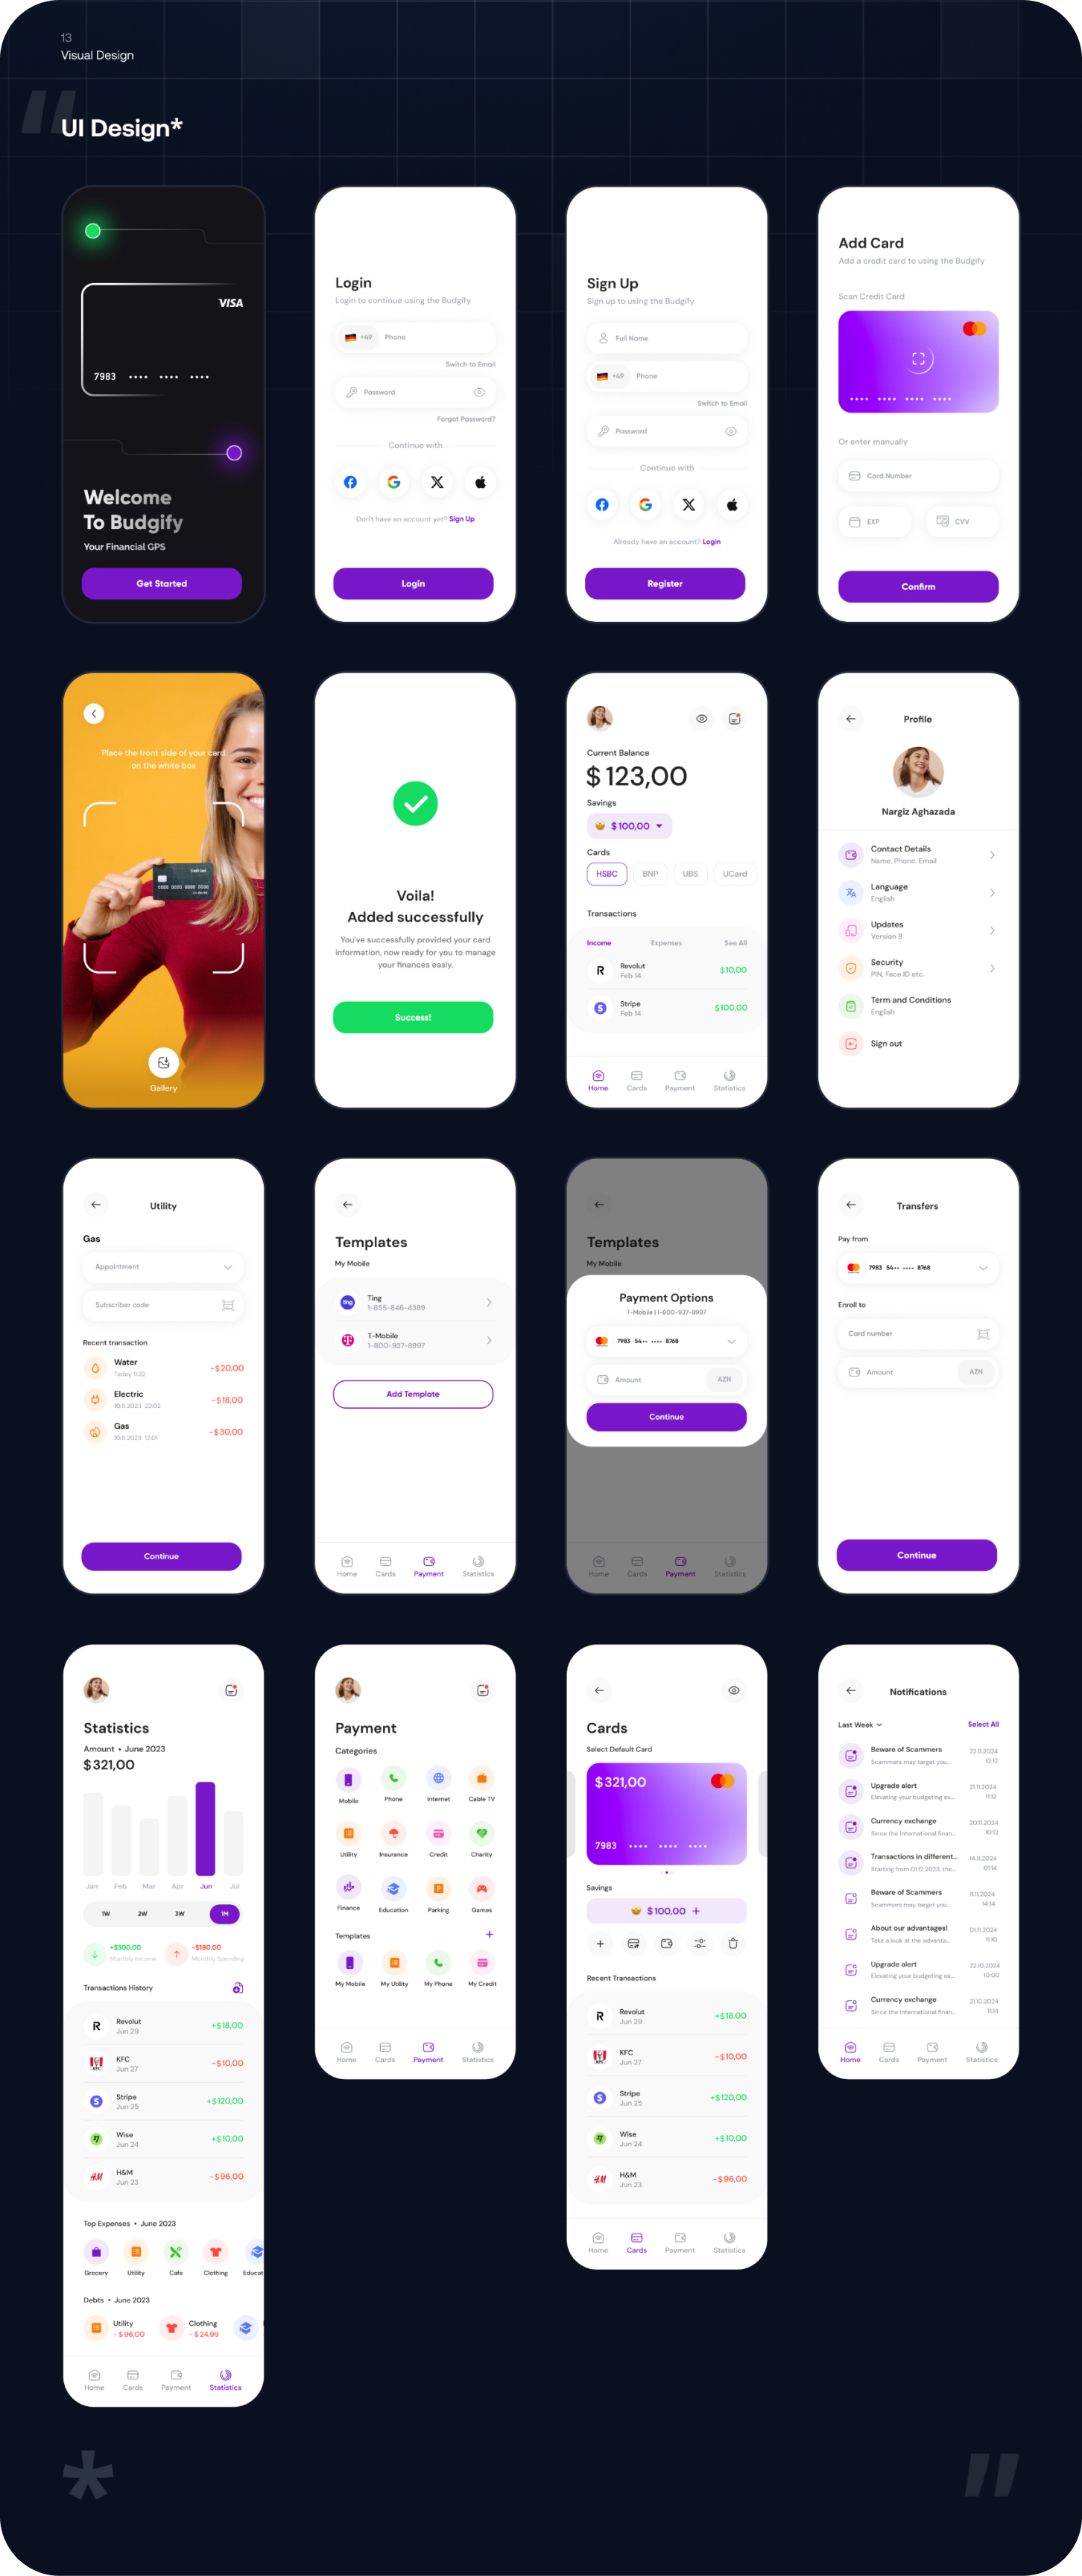 13
Visual Design
UI Design*
VISA
7983 •••• •••• ••••
Welcome
To Budgify
Your Financial GPS
Get Started
Login
Login to continue using the Budgify
+49 Phone
Switch to Email
Password
Forgot Password?
Continue with
Don't have an account yet? Sign Up
Login
Sign Up
Sign up to using the Budgify
Full Name
+49 Phone
Switch to Email
Password
Continue with
Already have an account? Login
Register
Add Card
Add a credit card to using the Budgify
Scan Credit Card
•••• •••• •••• ••••
Or enter manually
Card Number
EXP
CVV
Confirm
Place the front side of your card
on the white box
Credit Card
Gallery
Voila!
Added successfully
You've successfully provided your card
information, now ready for you to manage
your finances easly.
Success!
Current Balance
$ 123,00
Savings
$100,00
Cards
HSBC BNP UBS UCard
Transactions
Income Expenses See All
Revolut
Feb 14
$10,00
Stripe
Feb 14
$100,00
Home Cards Payment Statistics
Profile
Nargiz Aghazada
Contact Details
Name. Phone. Email
Language
English
Updates
Version 8
Security
PIN, Face ID etc.
Term and Conditions
English
Sign out
Utility
Gas
Appointment
Subscriber code
Recent transaction
Water
Today 11:22
-$20,00
Electric
10.11.2023 22:02
-$18,00
Gas
10.11.2023 12:01
-$30,00
Continue
Templates
My Mobile
ting
Ting
1-855-846-4389
T-Mobile
1-800-937-8997
Add Template
Home Cards Payment Statistics
Templates
My Mobile
Payment Options
T-Mobile | 1-800-937-8997
7983 54•• •••• 8768
Amount AZN
Continue
Home Cards Payment Statistics
Transfers
Pay from
7983 54•• •••• 8768
Enroll to
Card number
Amount AZN
Continue
Statistics
Amount • June 2023
$321,00
Jan Feb Mar Apr Jun Jul
1W 2W 3W 1M
+$300.00
Monthly Income
-$180.00
Monthly Spending
Transactions History
Revolut
Jun 29
+$18,00
KFC
Jun 27
-$10,00
Stripe
Jun 25
+$120,00
Wise
Jun 24
+$10,00
H&M
Jun 23
-$96,00
Top Expenses • June 2023
Grocery Utility Cafe Clothing Educat
Debts • June 2023
Utility
- $96,00
Clothing
- $24,99
Home Cards Payment Statistics
Payment
Categories
Mobile Phone Internet Cable TV
Utility Insurance Credit Charity
Finance Education Parking Games
Templates +
My Mobile My Utility My Phone My Credit
Home Cards Payment Statistics
Cards
Select Default Card
$321,00
7983 •••• •••• ••••
Savings
$100,00 +
Recent Transactions
Revolut
Jun 29
+$18,00
KFC
Jun 27
-$10,00
Stripe
Jun 25
+$120,00
Wise
Jun 24
+$10,00
H&M
Jun 23
-$96,00
Home Cards Payment Statistics
Notifications
Last Week Select All
Beware of Scammers
Scammers may target you...
22.11.2024
12:12
Upgrade alert
Elevating your budgeting ex...
21.11.2024
11:12
Currency exchange
Since the International finan...
20.11.2024
10:12
Transactions in different...
Starting from 01.12.2023, the...
14.11.2024
01:14
Beware of Scammers
Scammers may target you...
11.11.2024
14:14
About our advantages!
Take a look at the advanta...
01.11.2024
11:10
Upgrade alert
Elevating your budgeting ex...
22.10.2024
10:00
Currency exchange
Since the International finan...
21.10.2024
11:14
Home Cards Payment Statistics